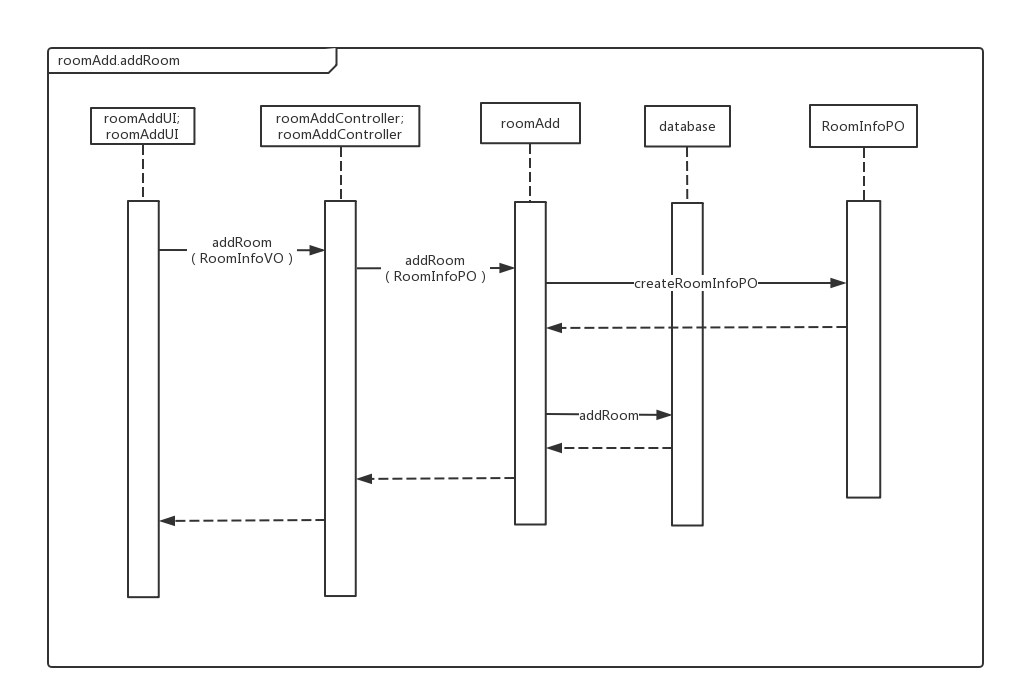 roomAdd.addRoom
roomAddUI;
roomAddUI
roomAddController;
roomAddController
roomAdd
database
RoomInfoPO
addRoom
( RoomInfoVO )
addRoom
( RoomInfoPO )
createRoomInfoPO
addRoom